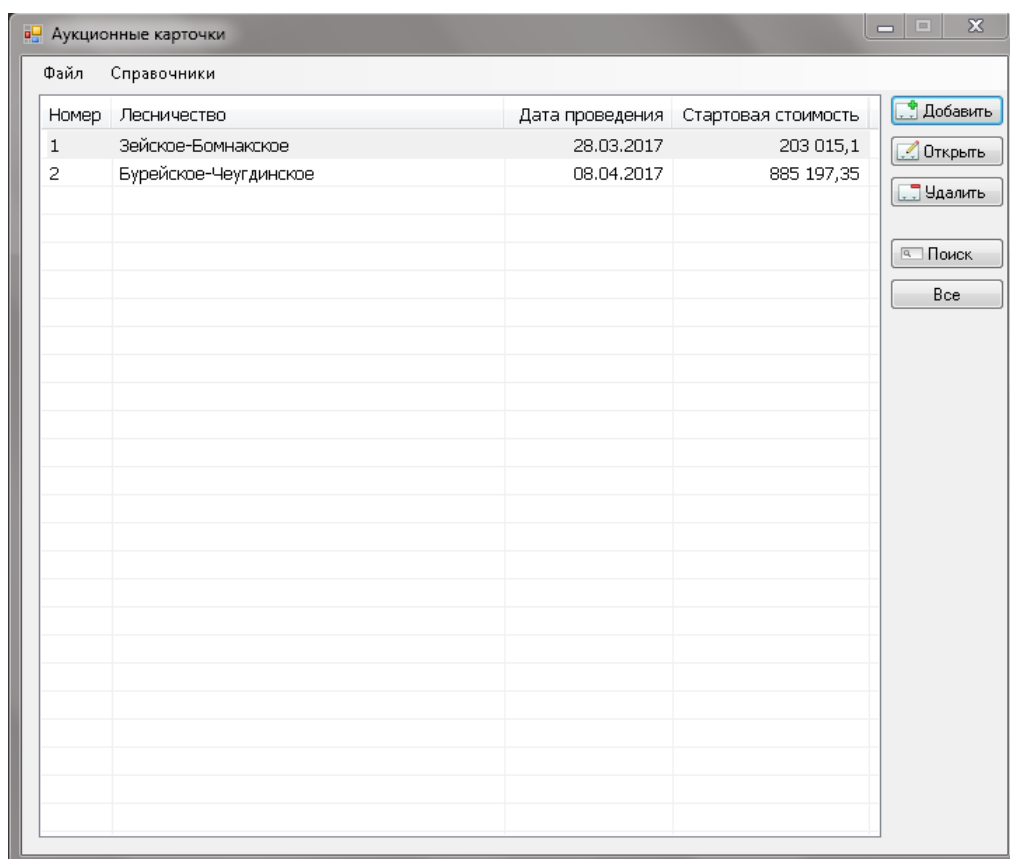 Аукционные карточки
Файл Справочники
Номер Лесничество Дата проведения Стартовая стоимость
1 Зейское-Бомнакское 28.03.2017 203 015,1
2 Бурейское-Чеугдинское 08.04.2017 885 197,35
Добавить
Открыть
Удалить
Поиск
Все